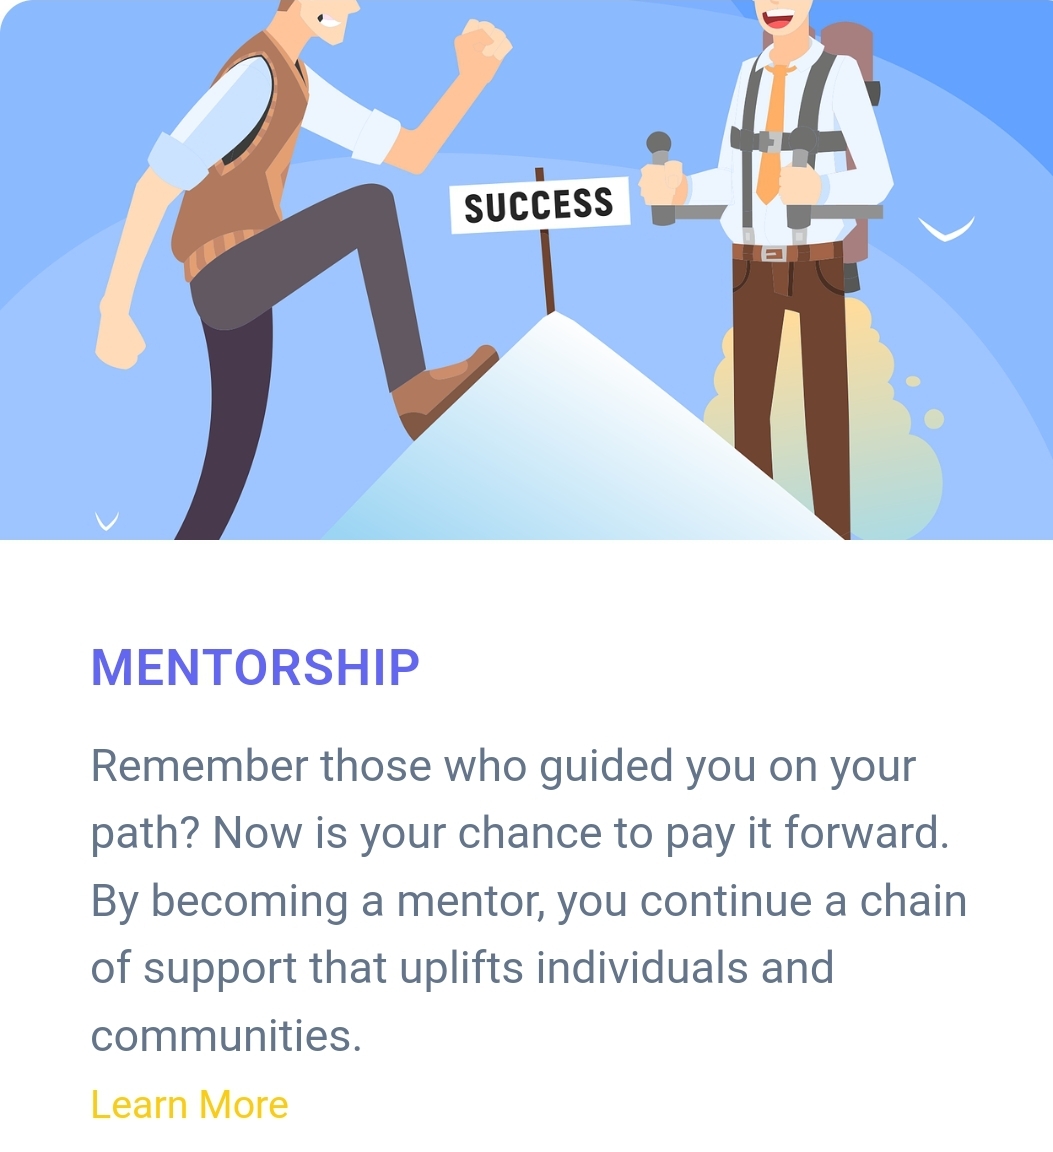 SUCCESS
MENTORSHIP
Remember those who guided you on your
path? Now is your chance to pay it forward.
By becoming a mentor, you continue a chain
of support that uplifts individuals and
communities.
Learn More